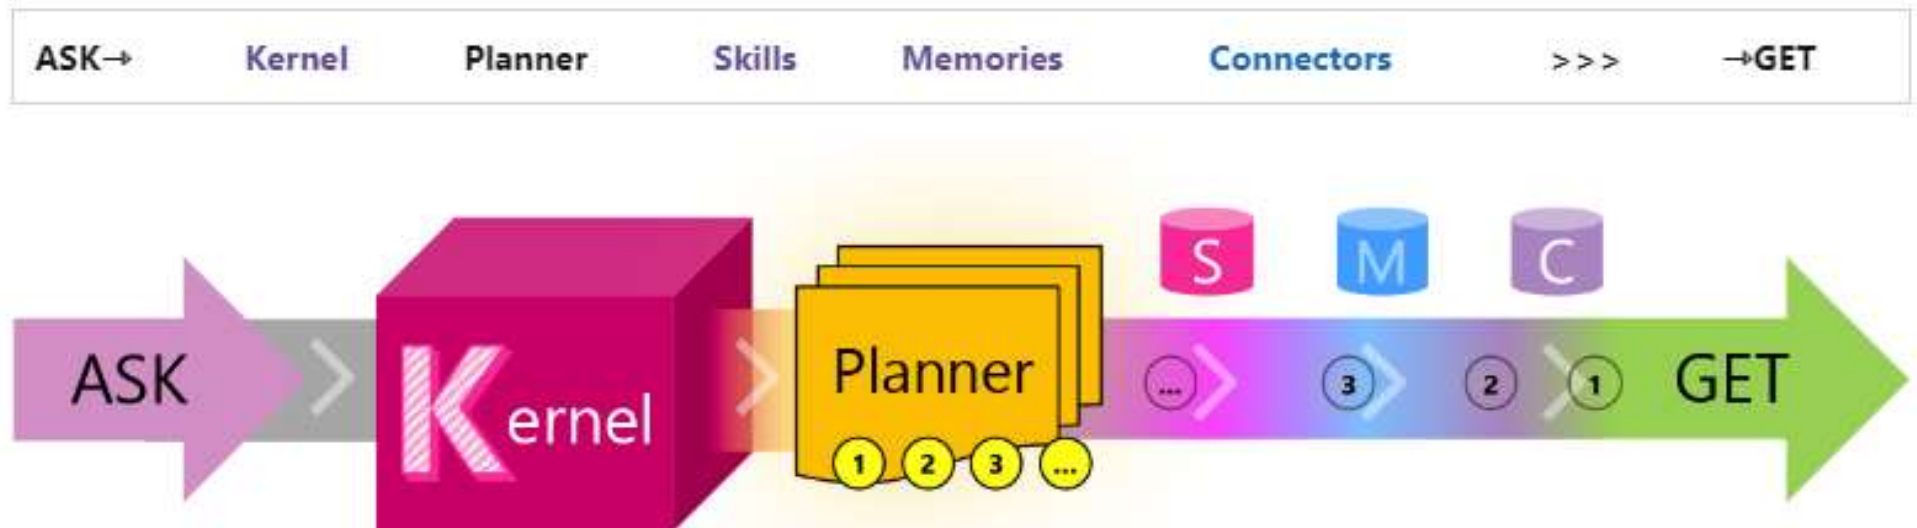 ASK→ Kernel Planner Skills Memories Connectors >>> →GET
S M C
ASK Kernel Planner ... 3 2 1 GET
1 2 3 ...